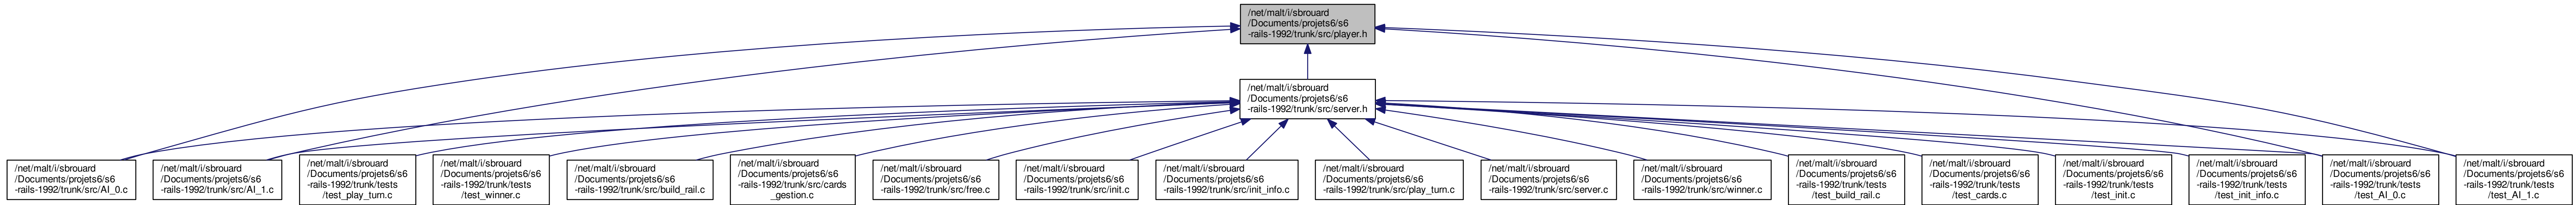 /net/malt/i/sbrouard
/Documents/projets6/s6
-rails-1992/trunk/src/player.h
/net/malt/i/sbrouard
/Documents/projets6/s6
-rails-1992/trunk/src/server.h
/net/malt/i/sbrouard
/Documents/projets6/s6
-rails-1992/trunk/src/AI_0.c
/net/malt/i/sbrouard
/Documents/projets6/s6
-rails-1992/trunk/src/AI_1.c
/net/malt/i/sbrouard
/Documents/projets6/s6
-rails-1992/trunk/tests
/test_play_turn.c
/net/malt/i/sbrouard
/Documents/projets6/s6
-rails-1992/trunk/tests
/test_winner.c
/net/malt/i/sbrouard
/Documents/projets6/s6
-rails-1992/trunk/src/build_rail.c
/net/malt/i/sbrouard
/Documents/projets6/s6
-rails-1992/trunk/src/cards
_gestion.c
/net/malt/i/sbrouard
/Documents/projets6/s6
-rails-1992/trunk/src/free.c
/net/malt/i/sbrouard
/Documents/projets6/s6
-rails-1992/trunk/src/init.c
/net/malt/i/sbrouard
/Documents/projets6/s6
-rails-1992/trunk/src/init_info.c
/net/malt/i/sbrouard
/Documents/projets6/s6
-rails-1992/trunk/src/play_turn.c
/net/malt/i/sbrouard
/Documents/projets6/s6
-rails-1992/trunk/src/server.c
/net/malt/i/sbrouard
/Documents/projets6/s6
-rails-1992/trunk/src/winner.c
/net/malt/i/sbrouard
/Documents/projets6/s6
-rails-1992/trunk/tests
/test_build_rail.c
/net/malt/i/sbrouard
/Documents/projets6/s6
-rails-1992/trunk/tests
/test_cards.c
/net/malt/i/sbrouard
/Documents/projets6/s6
-rails-1992/trunk/tests
/test_init.c
/net/malt/i/sbrouard
/Documents/projets6/s6
-rails-1992/trunk/tests
/test_init_info.c
/net/malt/i/sbrouard
/Documents/projets6/s6
-rails-1992/trunk/tests
/test_AI_0.c
/net/malt/i/sbrouard
/Documents/projets6/s6
-rails-1992/trunk/tests
/test_AI_1.c